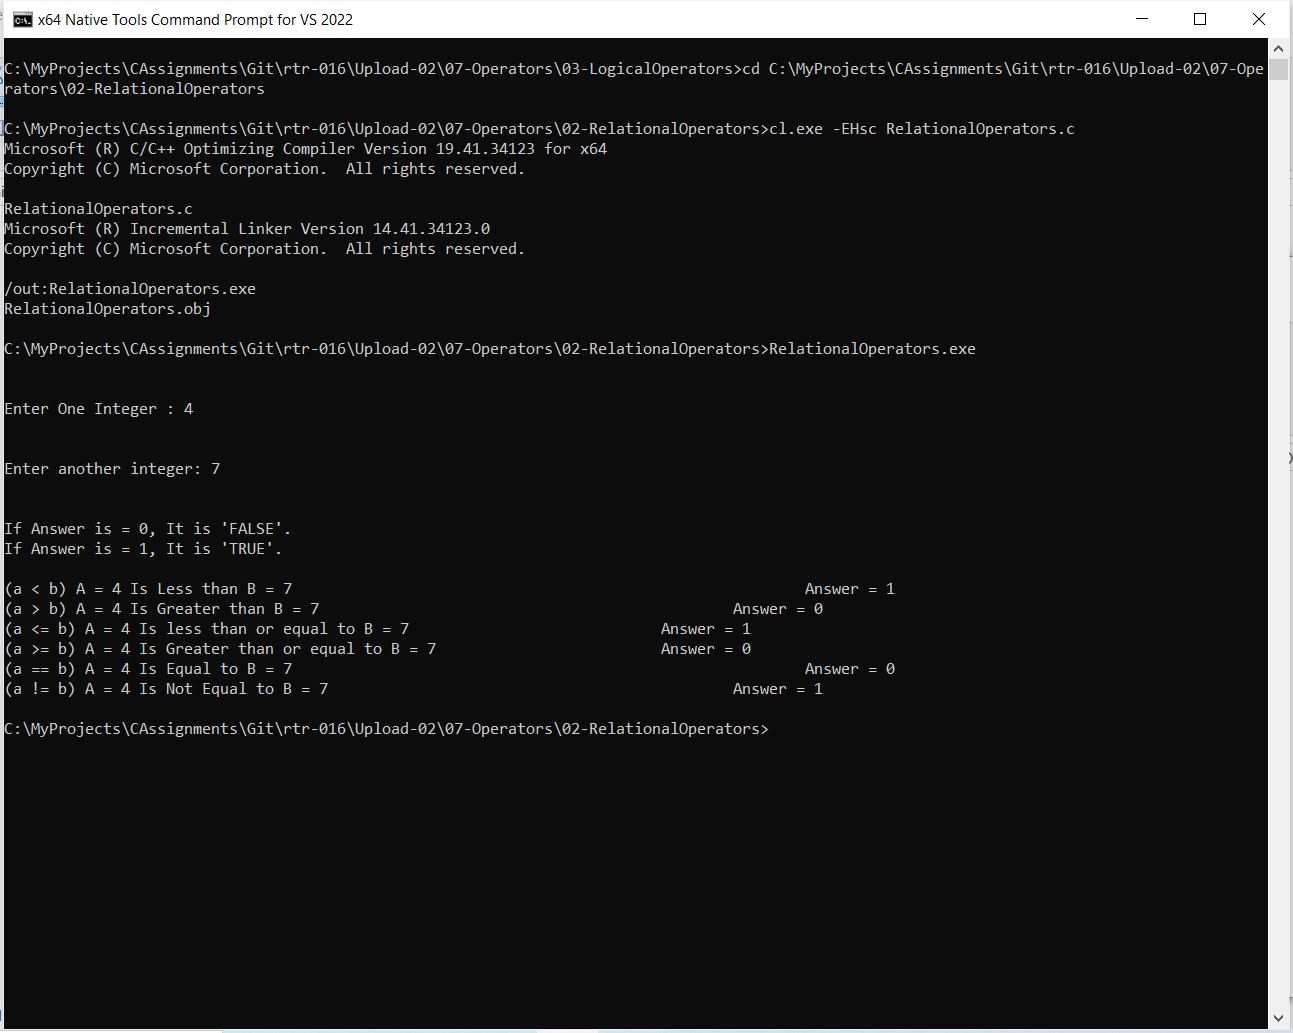 x64 Native Tools Command Prompt for VS 2022
C:\MyProjects\CAssignments\Git\rtr-016\Upload-02\07-Operators\03-LogicalOperators>cd C:\MyProjects\CAssignments\Git\rtr-016\Upload-02\07-Ope
rators\02-RelationalOperators
C:\MyProjects\CAssignments\Git\rtr-016\Upload-02\07-Operators\02-RelationalOperators>cl.exe -EHsc RelationalOperators.c
Microsoft (R) C/C++ Optimizing Compiler Version 19.41.34123 for x64
Copyright (C) Microsoft Corporation.  All rights reserved.
RelationalOperators.c
Microsoft (R) Incremental Linker Version 14.41.34123.0
Copyright (C) Microsoft Corporation.  All rights reserved.
/out:RelationalOperators.exe
RelationalOperators.obj
C:\MyProjects\CAssignments\Git\rtr-016\Upload-02\07-Operators\02-RelationalOperators>RelationalOperators.exe
Enter One Integer : 4
Enter another integer: 7
If Answer is = 0, It is 'FALSE'.
If Answer is = 1, It is 'TRUE'.
(a < b) A = 4 Is Less than B = 7 Answer = 1
(a > b) A = 4 Is Greater than B = 7 Answer = 0
(a <= b) A = 4 Is less than or equal to B = 7 Answer = 1
(a >= b) A = 4 Is Greater than or equal to B = 7 Answer = 0
(a == b) A = 4 Is Equal to B = 7 Answer = 0
(a != b) A = 4 Is Not Equal to B = 7 Answer = 1
C:\MyProjects\CAssignments\Git\rtr-016\Upload-02\07-Operators\02-RelationalOperators>